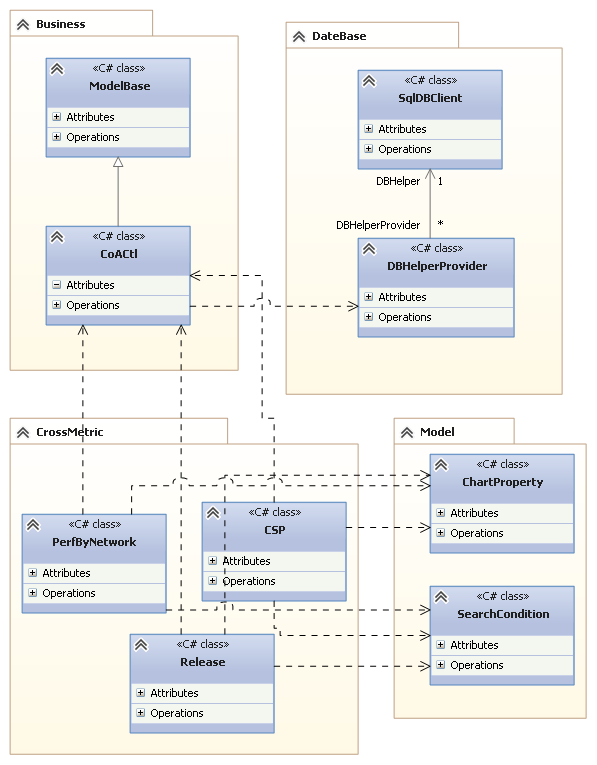 Business
«C# class»
ModelBase
Attributes
Operations
«C# class»
CoACtl
Attributes
Operations
DateBase
«C# class»
SqlDBClient
Attributes
Operations
DBHelper 1
DBHelperProvider *
«C# class»
DBHelperProvider
Attributes
Operations
CrossMetric
«C# class»
PerfByNetwork
Attributes
Operations
«C# class»
CSP
Attributes
Operations
«C# class»
Release
Attributes
Operations
Model
«C# class»
ChartProperty
Attributes
Operations
«C# class»
SearchCondition
Attributes
Operations